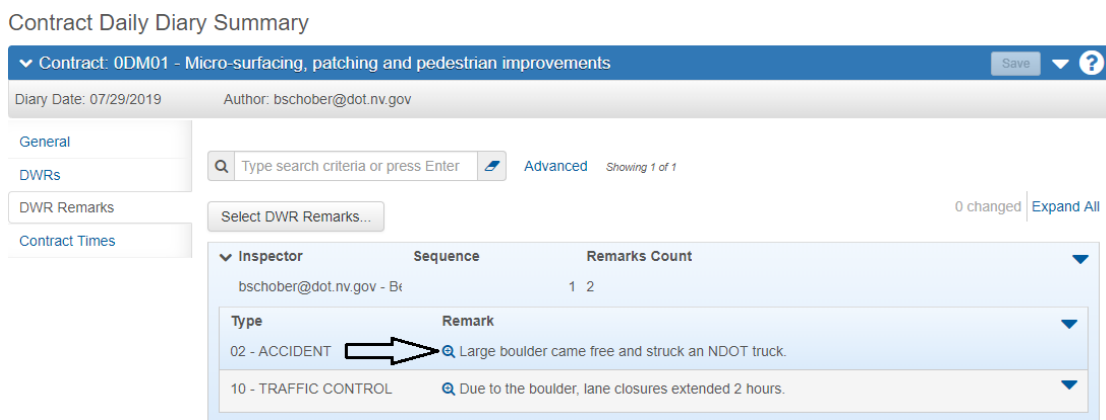 Contract Daily Diary Summary
Contract: 0DM01 - Micro-surfacing, patching and pedestrian improvements Save ?
Diary Date: 07/29/2019 Author: bschober@dot.nv.gov
General
DWRs
DWR Remarks
Contract Times
Type search criteria or press Enter Advanced Showing 1 of 1
Select DWR Remarks... 0 changed Expand All
Inspector Sequence Remarks Count
bschober@dot.nv.gov - Be 1 2
Type Remark
02 - ACCIDENT Large boulder came free and struck an NDOT truck.
10 - TRAFFIC CONTROL Due to the boulder, lane closures extended 2 hours.